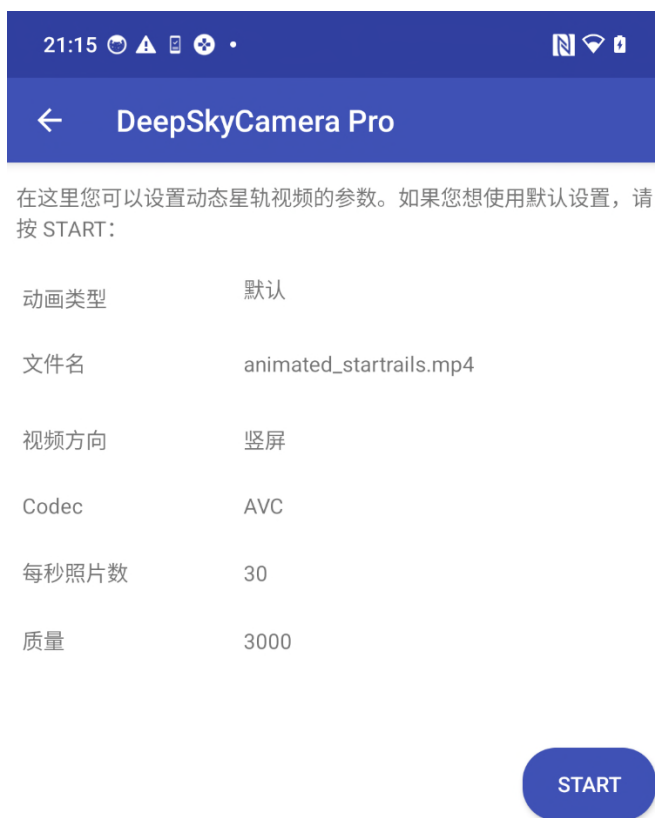 21:15
DeepSkyCamera Pro
在这里您可以设置动态星轨视频的参数。如果您想使用默认设置，请
按 START：
动画类型 默认
文件名 animated_startrails.mp4
视频方向 竖屏
Codec AVC
每秒照片数 30
质量 3000
START